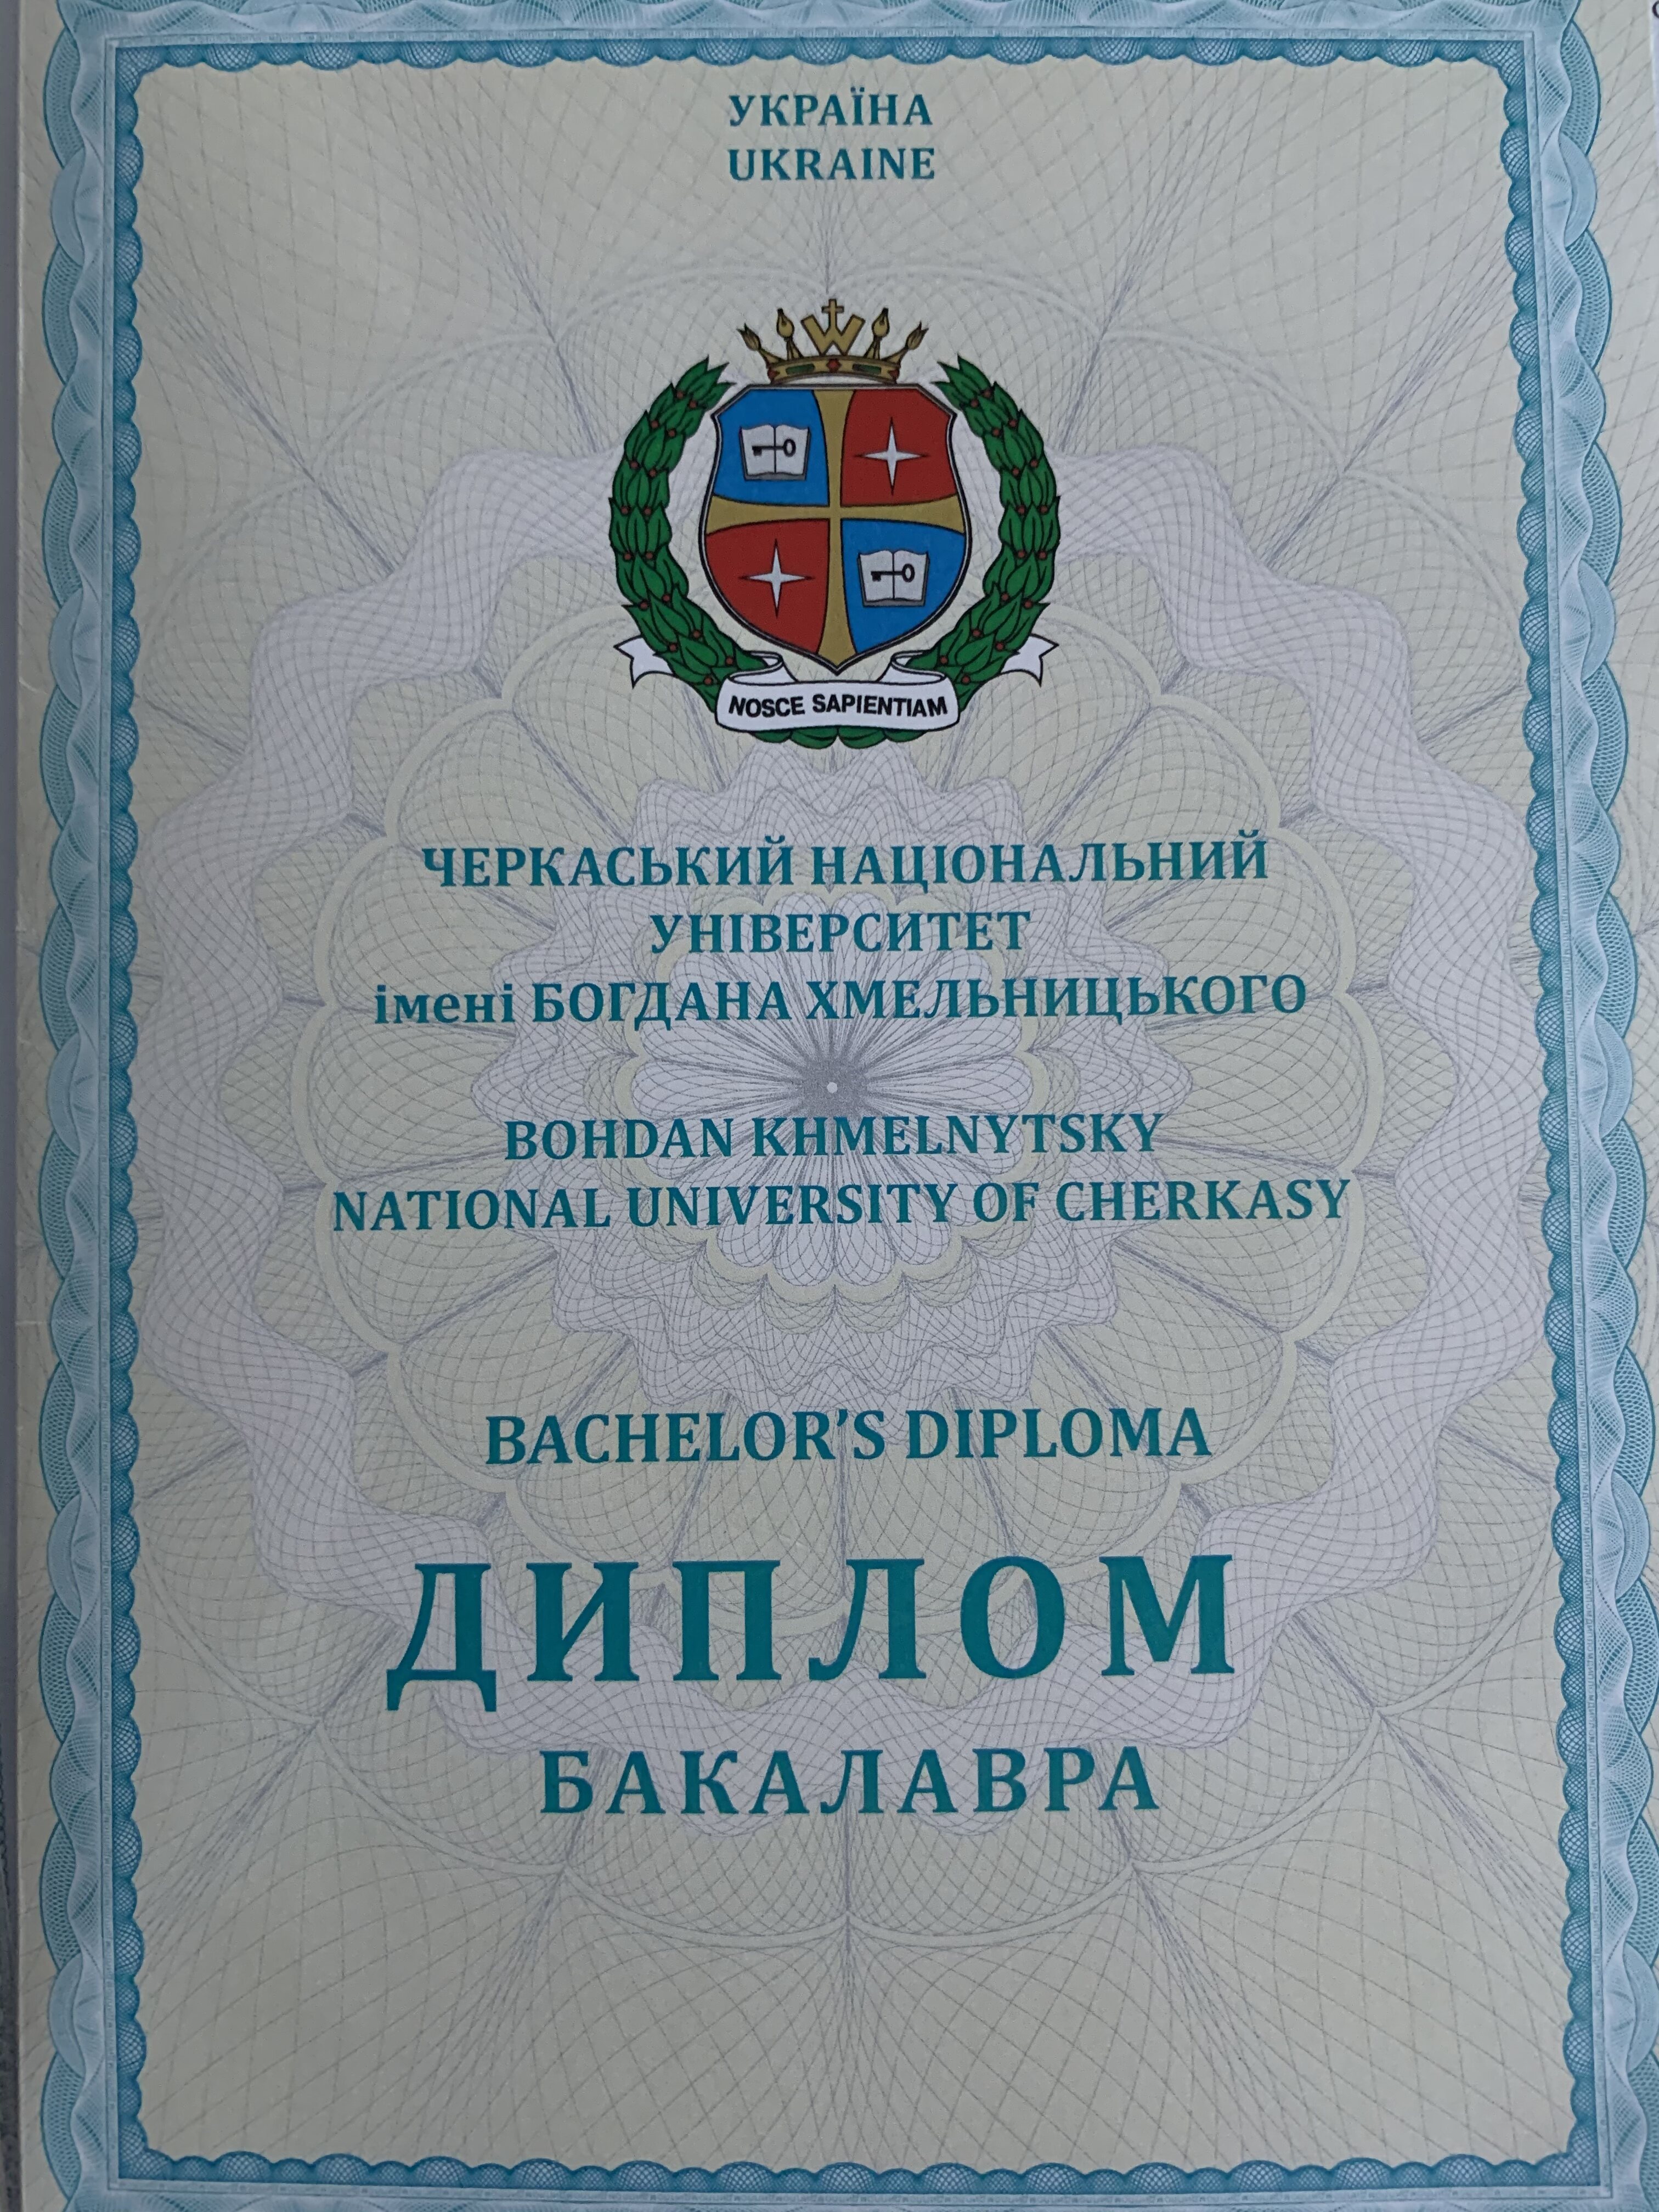 УКРАЇНА
UKRAINE
W
NOSCE SAPIENTIAM
ЧЕРКАСЬКИЙ НАЦІОНАЛЬНИЙ
УНІВЕРСИТЕТ
імені БОГДАНА ХМЕЛЬНИЦЬКОГО
BOHDAN KHMELNYTSKY
NATIONAL UNIVERSITY OF CHERKASY
BACHELOR’S DIPLOMA
ДИПЛОМ
БАКАЛАВРА